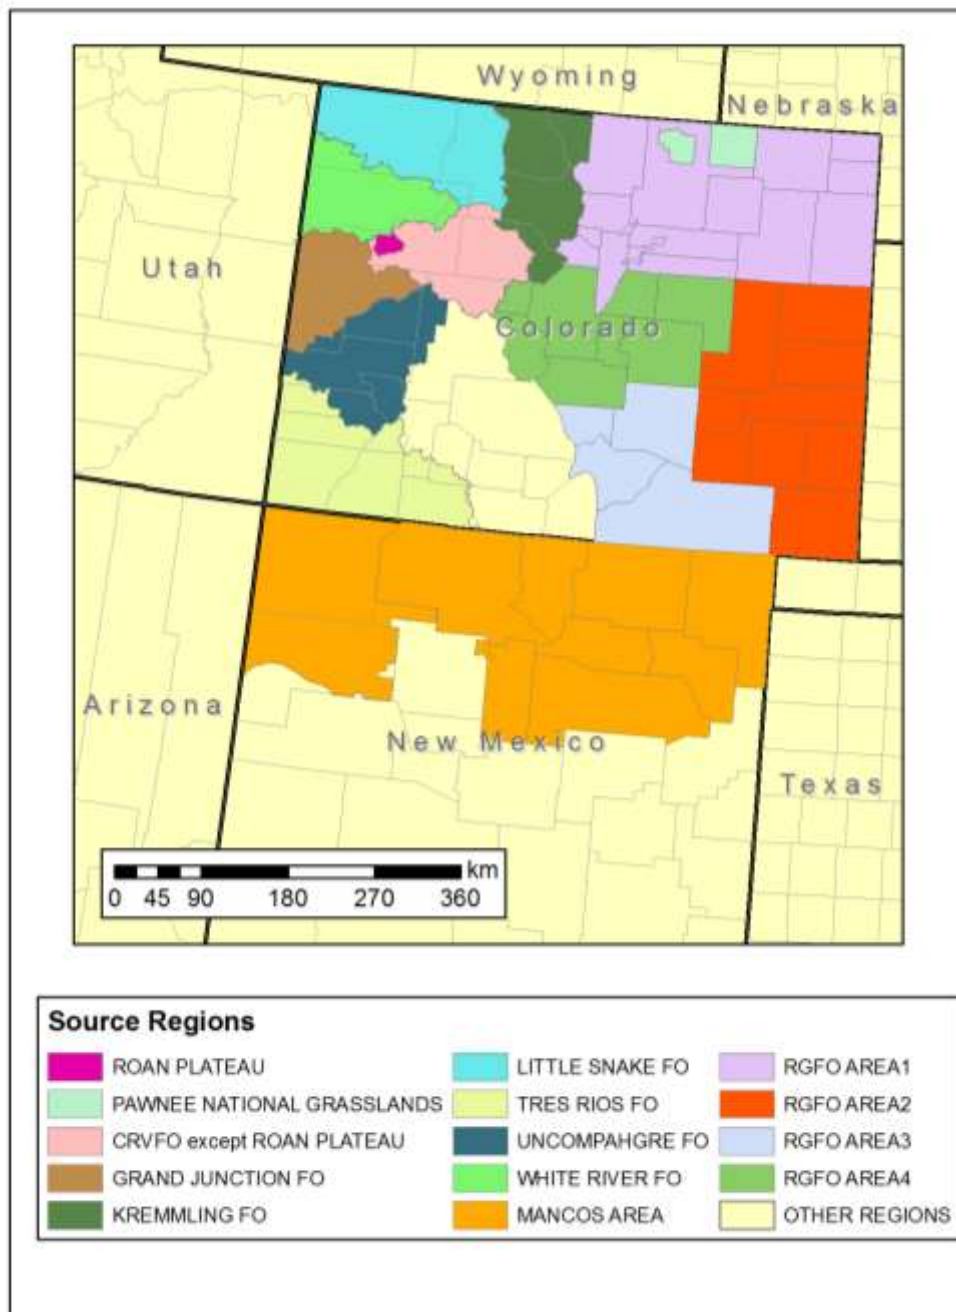 Wyoming
Nebraska
Utah
Colorado
Arizona
New Mexico
Texas
km
0 45 90 180 270 360
Source Regions
ROAN PLATEAU
PAWNEE NATIONAL GRASSLANDS
CRVFO except ROAN PLATEAU
GRAND JUNCTION FO
KREMMLING FO
LITTLE SNAKE FO
TRES RIOS FO
UNCOMPAHGRE FO
WHITE RIVER FO
MANCOS AREA
RGFO AREA1
RGFO AREA2
RGFO AREA3
RGFO AREA4
OTHER REGIONS